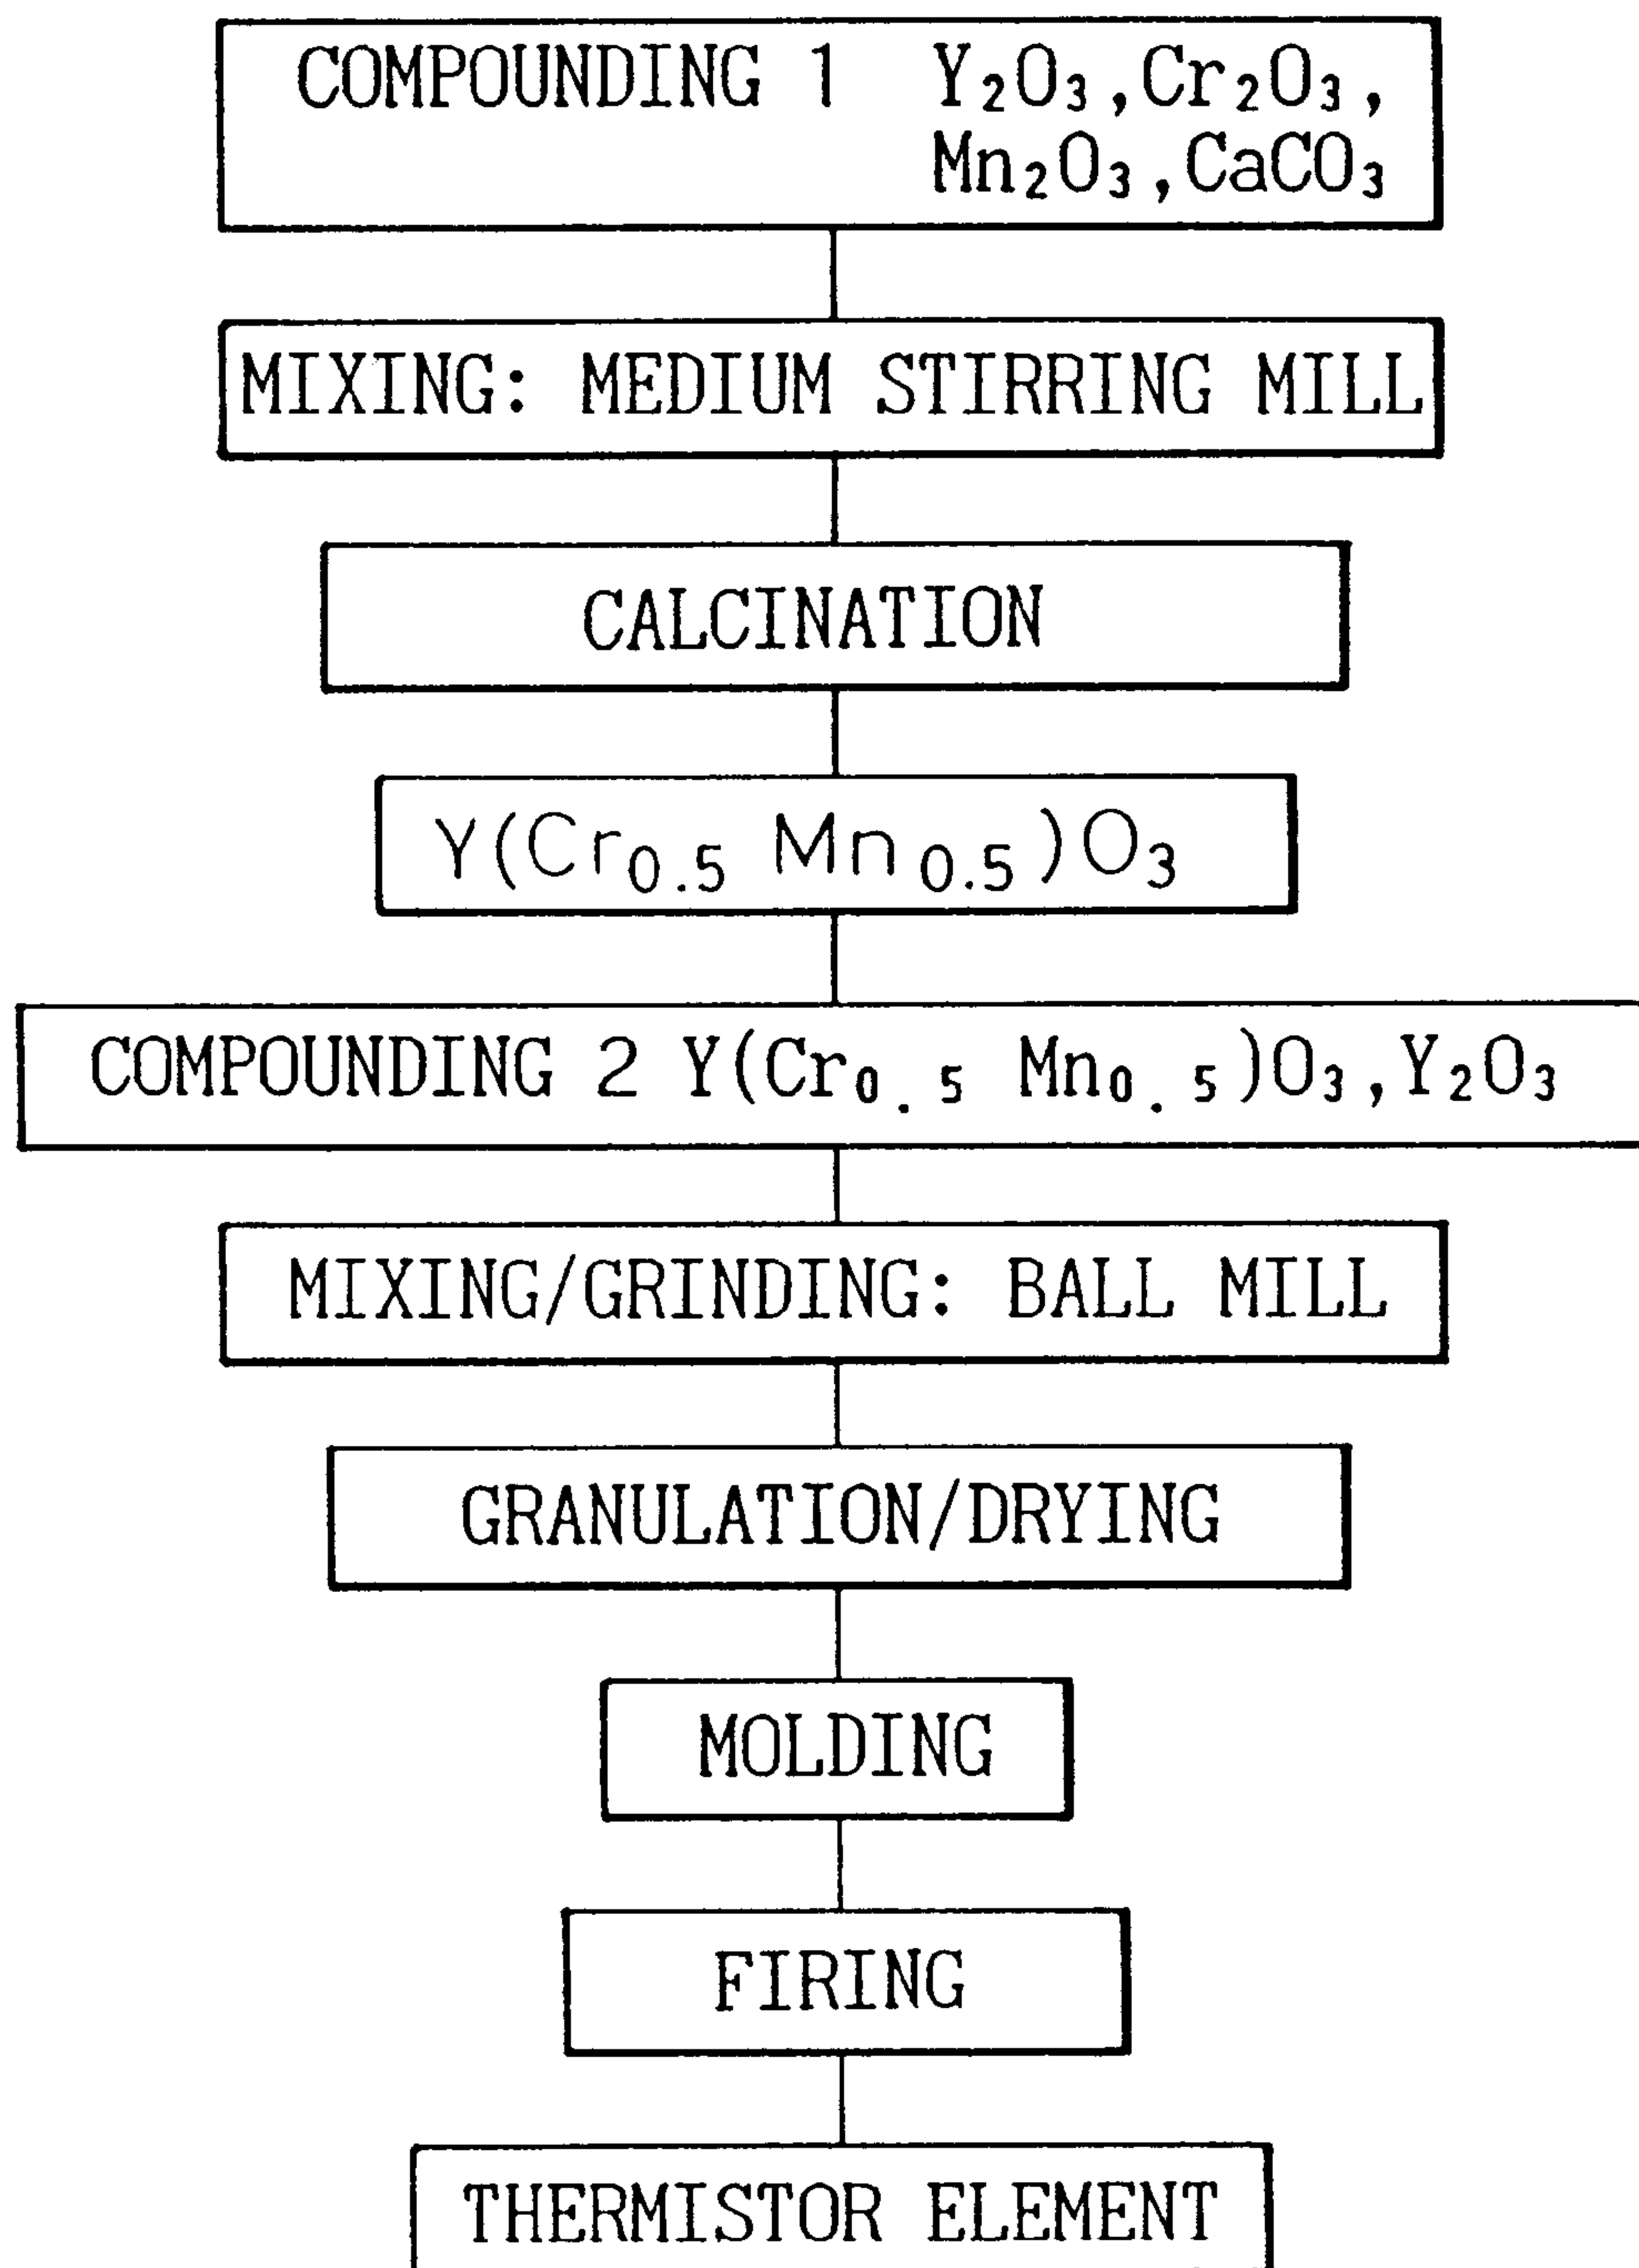 COMPOUNDING 1 Y₂O₃,Cr₂O₃,
Mn₂O₃,CaCO₃
MIXING: MEDIUM STIRRING MILL
CALCINATION
Y(Cr₀.₅ Mn₀.₅)O₃
COMPOUNDING 2 Y(Cr₀.₅ Mn₀.₅)O₃,Y₂O₃
MIXING/GRINDING: BALL MILL
GRANULATION/DRYING
MOLDING
FIRING
THERMISTOR ELEMENT